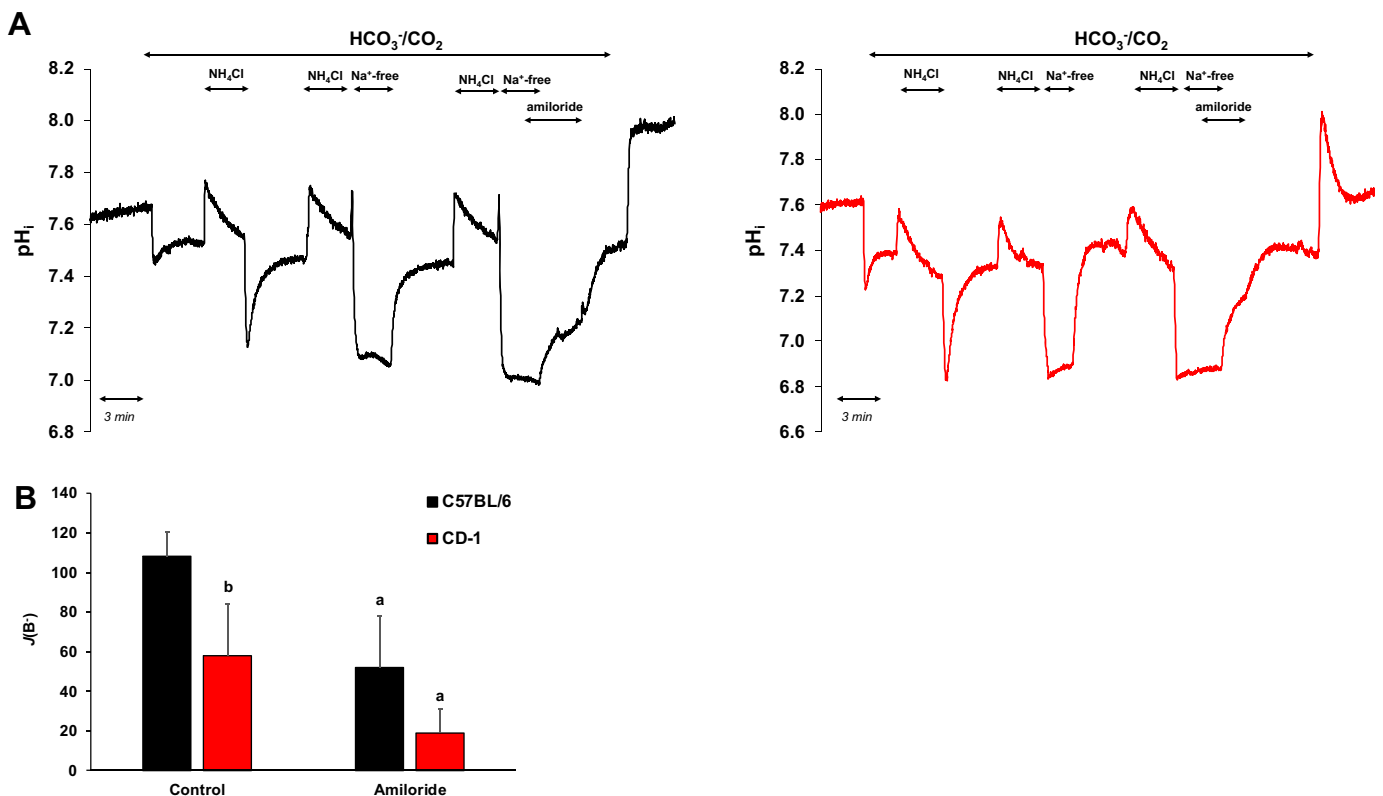 A
HCO₃⁻/CO₂
NH₄Cl NH₄Cl Na⁺-free NH₄Cl Na⁺-free
amiloride
8.2
8.0
7.8
7.6
7.4
7.2
7.0
6.8
pHᵢ
3 min
HCO₃⁻/CO₂
NH₄Cl NH₄Cl Na⁺-free NH₄Cl Na⁺-free
amiloride
8.2
8.0
7.8
7.6
7.4
7.2
7.0
6.8
6.6
pHᵢ
3 min
B
140
120
100
80
60
40
20
0
J(B⁻)
C57BL/6
CD-1
b
a
a
Control Amiloride